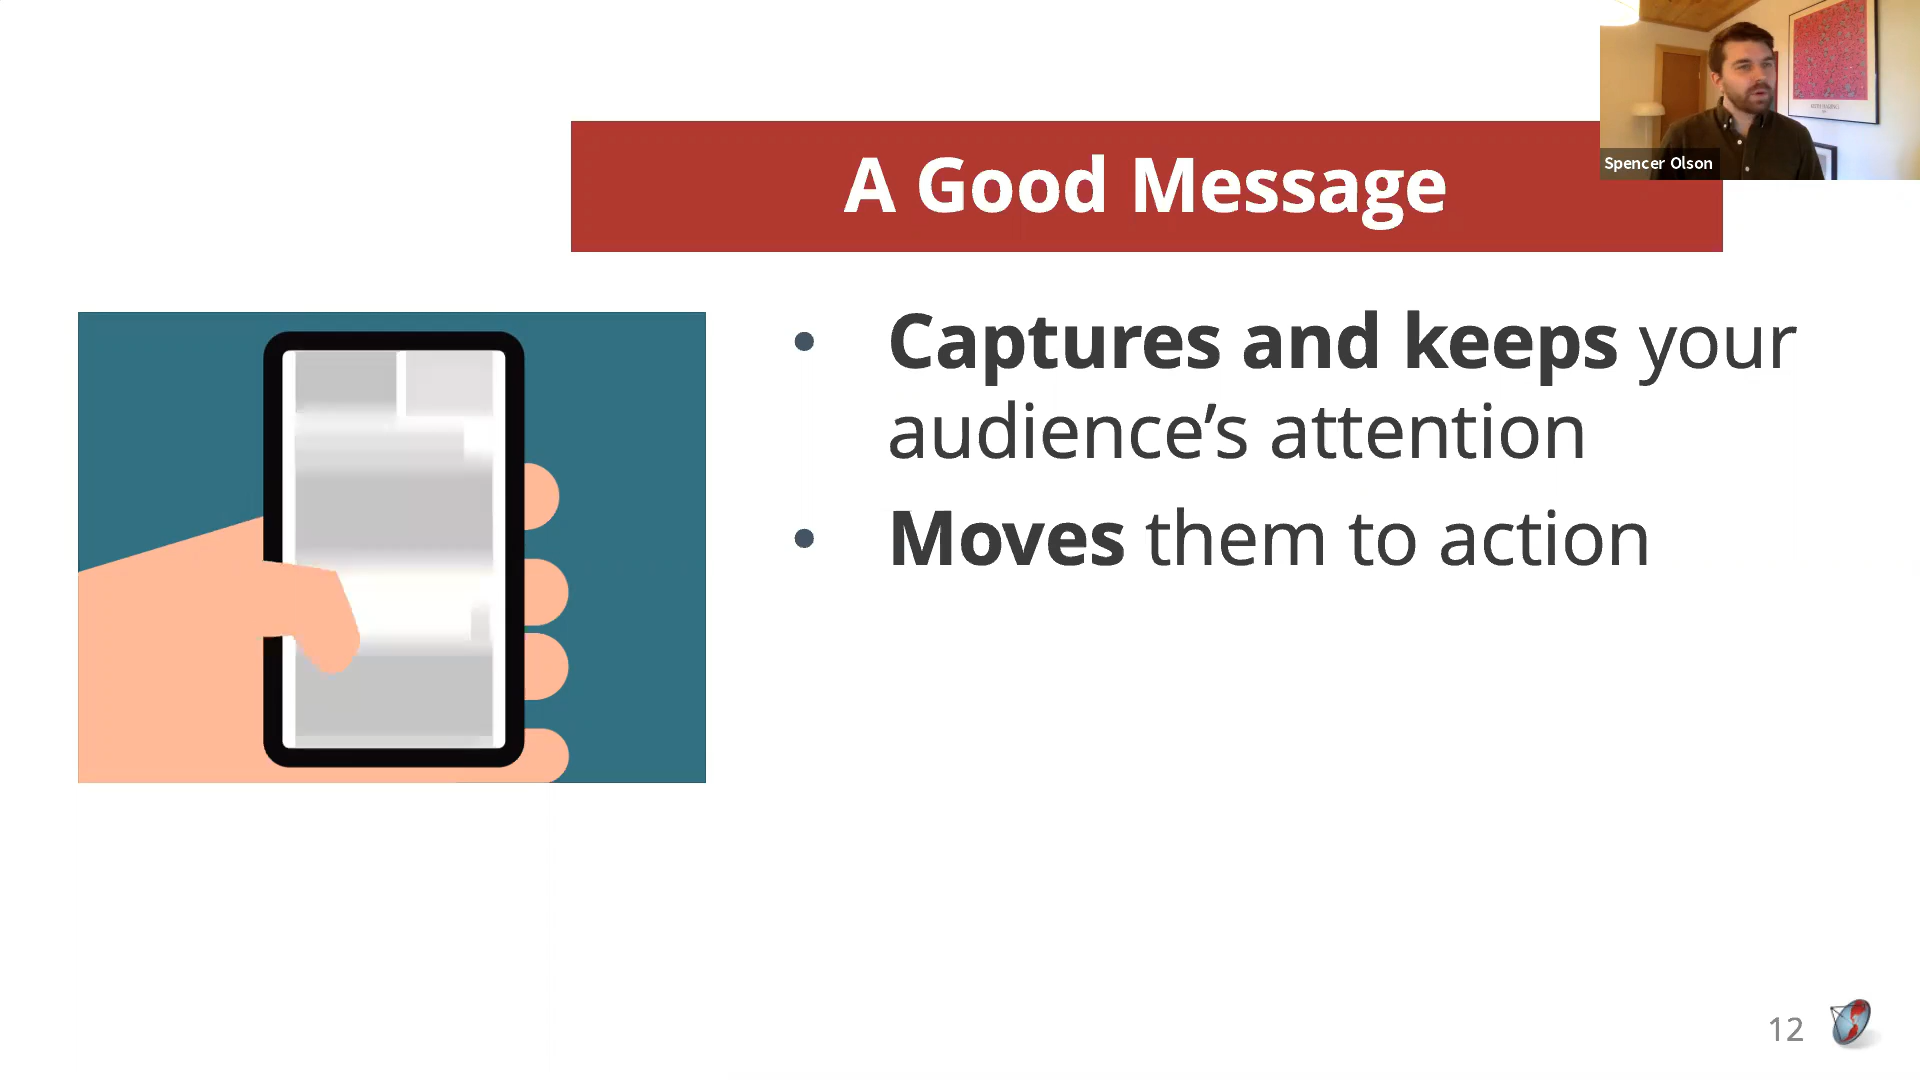 A Good Message
Spencer Olson
• Captures and keeps your
audience’s attention
• Moves them to action
12